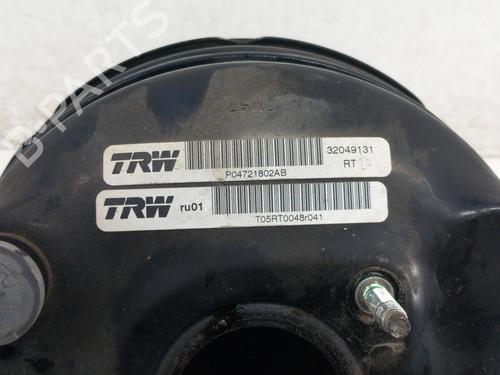 B-PARTS
TRW 32049131
P04721802AB RT
TRW ru01
T05RT0048r041